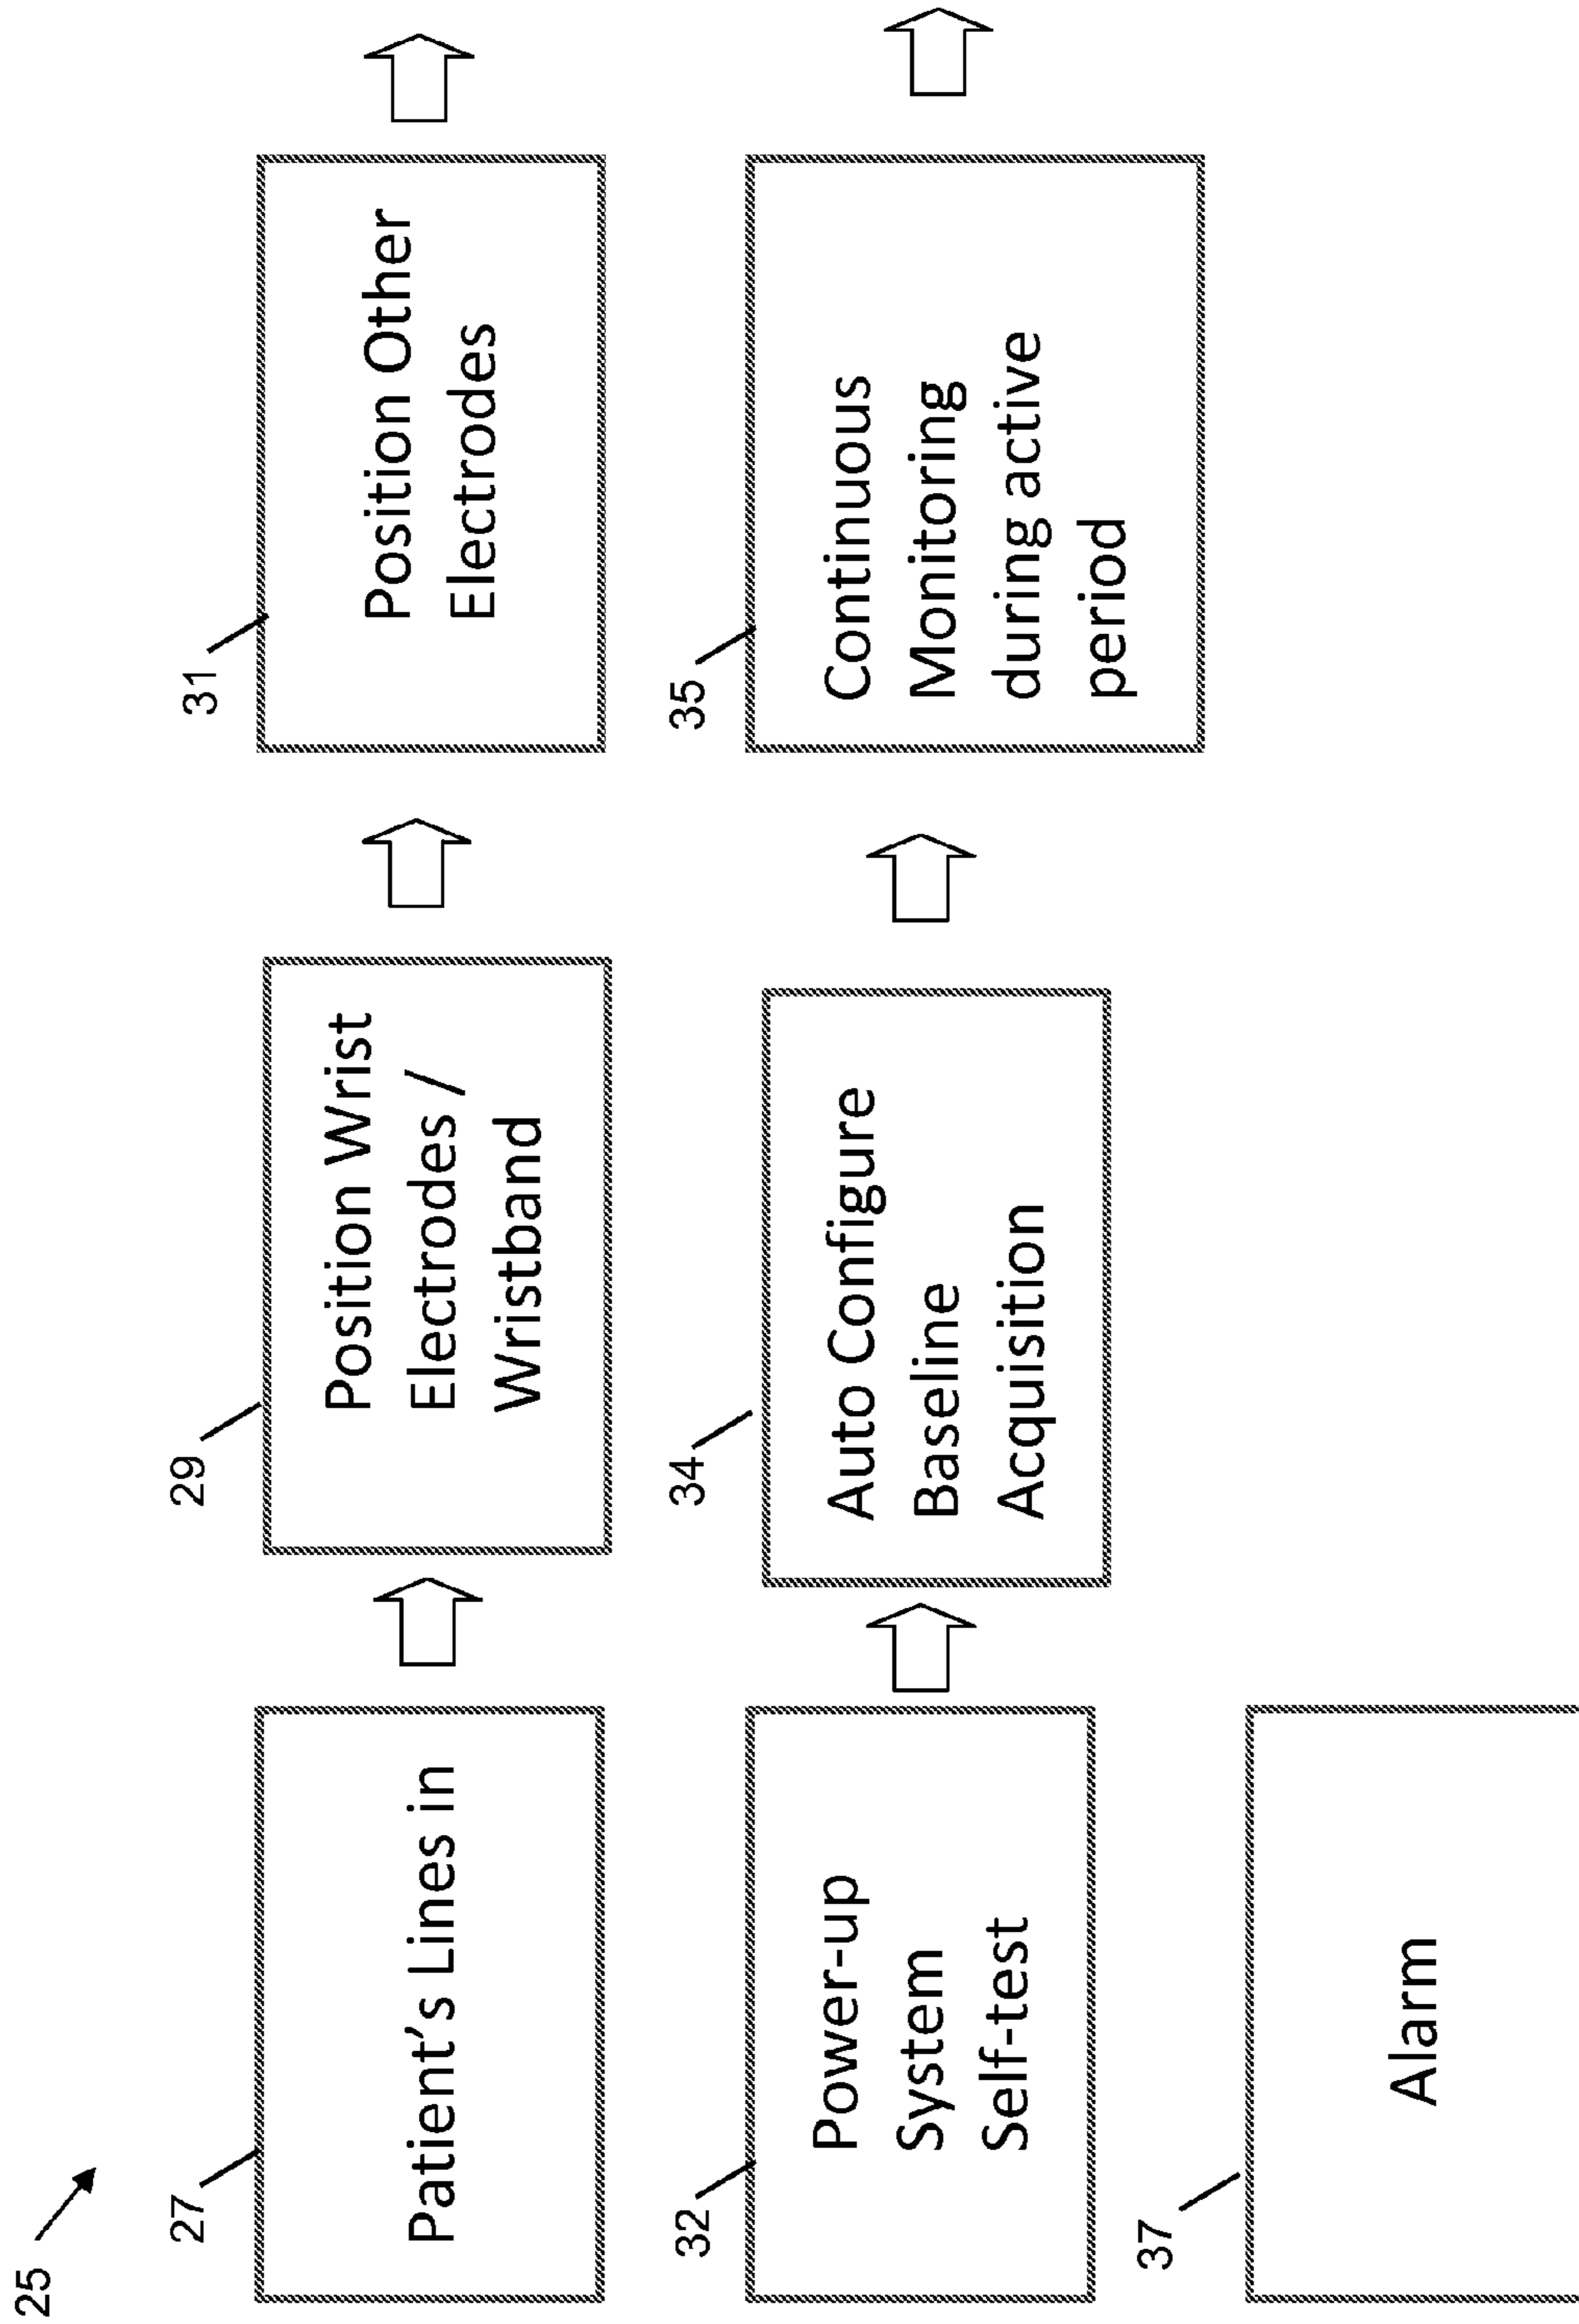 25
27
Patient's Lines in
29
Position Wrist
Electrodes /
Wristband
31
Position Other
Electrodes
32
Power-up
System
Self-test
34
Auto Configure
Baseline
Acquisition
35
Continuous
Monitoring
during active
period
37
Alarm